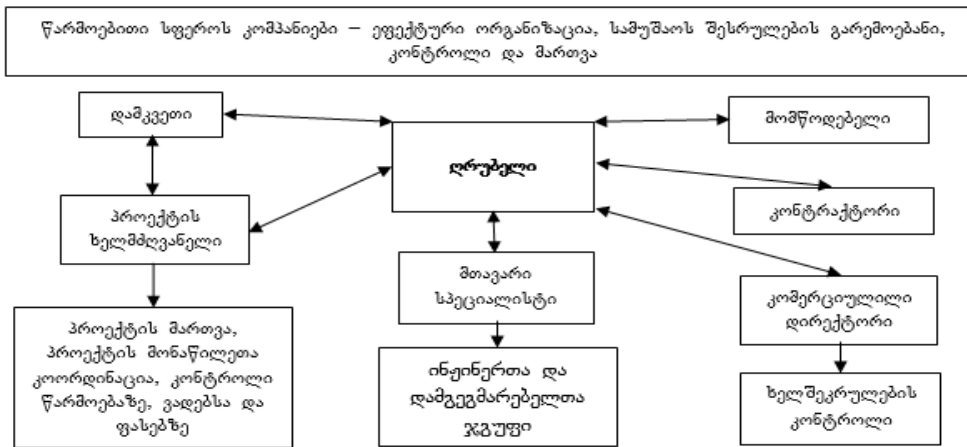 წარმოებითი სფეროს კომპანიები – ეფექტური ორგანიზაცია, სამუშაოს შესრულების გარემოებანი,
კონტროლი და მართვა
დამკვეთი
მომწოდებელი
ღრუბელი
პროექტის
ხელმძღვანელი
კონტრაქტორი
მთავარი
სპეციალისტი
კომერციულილი
დირექტორი
პროექტის მართვა,
პროექტის მონაწილეთა
კოორდინაცია, კონტროლი
წარმოებაზე, ვადებსა და
ფასებზე
ინჟინერთა და
დამგეგმარებელთა
ჯგუფი
ხელშეკრულების
კონტროლი